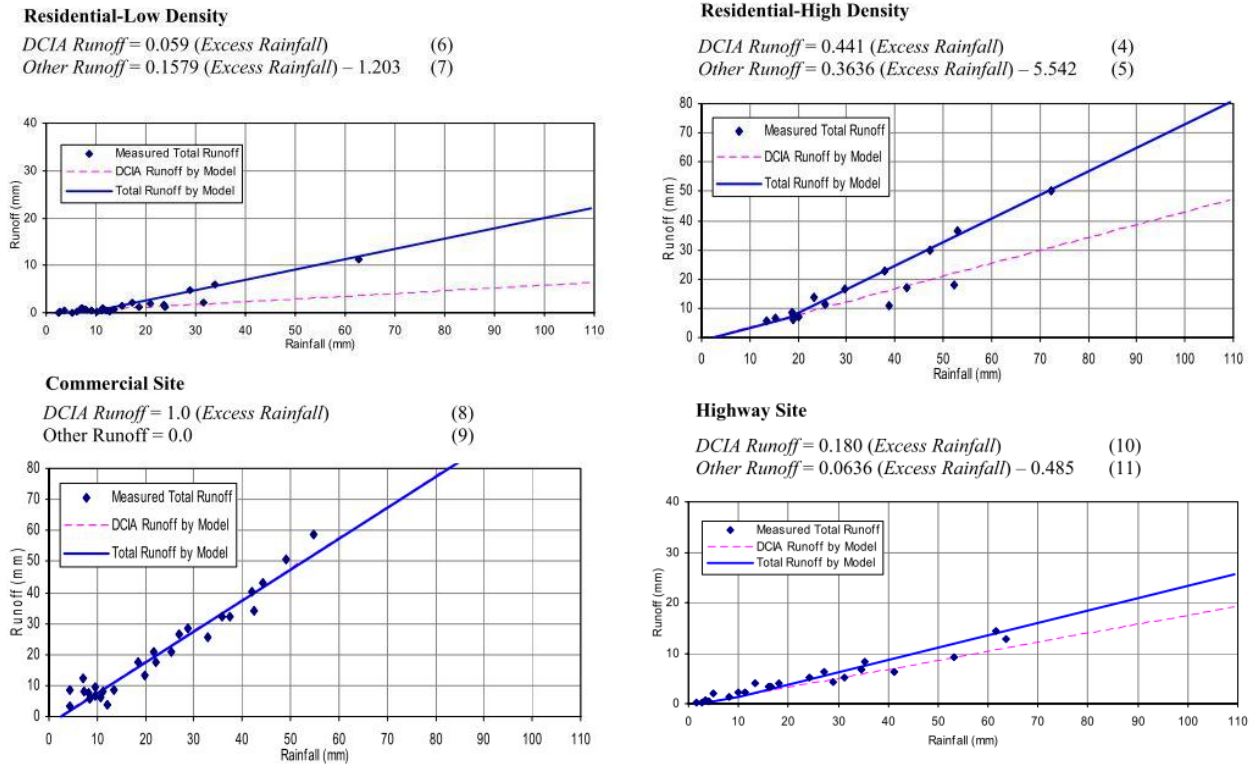 Residential-Low Density
DCIA Runoff = 0.059 (Excess Rainfall) (6)
Other Runoff = 0.1579 (Excess Rainfall) – 1.203 (7)
40
30
20
10
0
Runoff (mm)
Measured Total Runoff
DCIA Runoff by Model
Total Runoff by Model
0 10 20 30 40 50 60 70 80 90 100 110
Rainfall (mm)
Residential-High Density
DCIA Runoff = 0.441 (Excess Rainfall) (4)
Other Runoff = 0.3636 (Excess Rainfall) – 5.542 (5)
80
70
60
50
40
30
20
10
0
Runoff (mm)
Measured Total Runoff
DCIA Runoff by Model
Total Runoff by Model
0 10 20 30 40 50 60 70 80 90 100 110
Rainfall (mm)
Commercial Site
DCIA Runoff = 1.0 (Excess Rainfall) (8)
Other Runoff = 0.0 (9)
80
70
60
50
40
30
20
10
0
Runoff (mm)
Measured Total Runoff
DCIA Runoff by Model
Total Runoff by Model
0 10 20 30 40 50 60 70 80 90 100 110
Rainfall (mm)
Highway Site
DCIA Runoff = 0.180 (Excess Rainfall) (10)
Other Runoff = 0.0636 (Excess Rainfall) – 0.485 (11)
40
30
20
10
0
Runoff (mm)
Measured Total Runoff
DCIA Runoff by Model
Total Runoff by Model
0 10 20 30 40 50 60 70 80 90 100 110
Rainfall (mm)